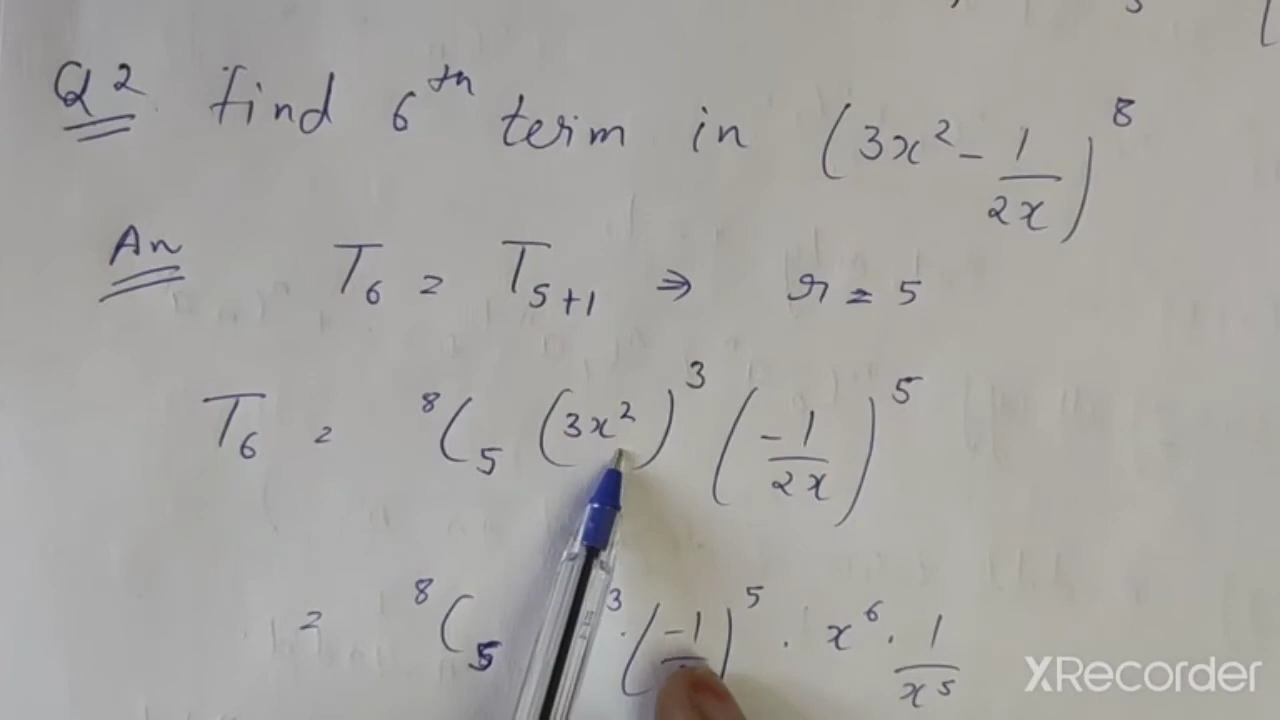 Q2 find 6th term in (3x² - 1/2x)⁸
An T₆ = T₅₊₁ ⇒ r = 5
T₆ = ⁸C₅ (3x²)³ (-1/2x)⁵
= ⁸C₅ ³ · (-1/ )⁵ · x⁶ · 1/x⁵
XRecorder